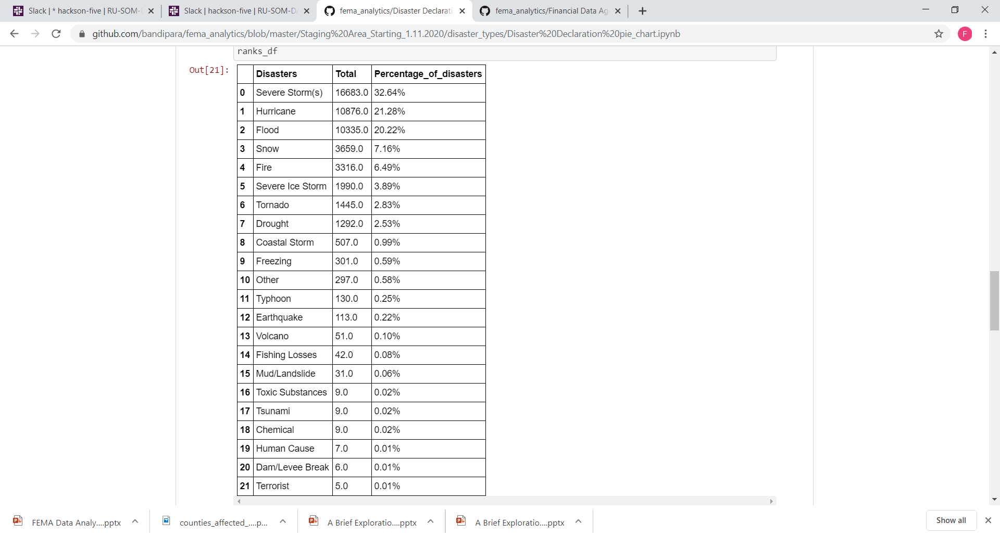 Slack | * hackson-five | RU-SOM-
Slack | hackson-five | RU-SOM-D
fema_analytics/Disaster Declarati
fema_analytics/Financial Data Ag
github.com/bandipara/fema_analytics/blob/master/Staging%20Area_Starting_1.11.2020/disaster_types/Disaster%20Declaration%20pie_chart.ipynb
F
ranks_df
Out[21]:
Disasters Total Percentage_of_disasters
0 Severe Storm(s) 16683.0 32.64%
1 Hurricane 10876.0 21.28%
2 Flood 10335.0 20.22%
3 Snow 3659.0 7.16%
4 Fire 3316.0 6.49%
5 Severe Ice Storm 1990.0 3.89%
6 Tornado 1445.0 2.83%
7 Drought 1292.0 2.53%
8 Coastal Storm 507.0 0.99%
9 Freezing 301.0 0.59%
10 Other 297.0 0.58%
11 Typhoon 130.0 0.25%
12 Earthquake 113.0 0.22%
13 Volcano 51.0 0.10%
14 Fishing Losses 42.0 0.08%
15 Mud/Landslide 31.0 0.06%
16 Toxic Substances 9.0 0.02%
17 Tsunami 9.0 0.02%
18 Chemical 9.0 0.02%
19 Human Cause 7.0 0.01%
20 Dam/Levee Break 6.0 0.01%
21 Terrorist 5.0 0.01%
FEMA Data Analy....pptx
counties_affected_....p...
A Brief Exploratio....pptx
A Brief Exploratio....pptx
Show all